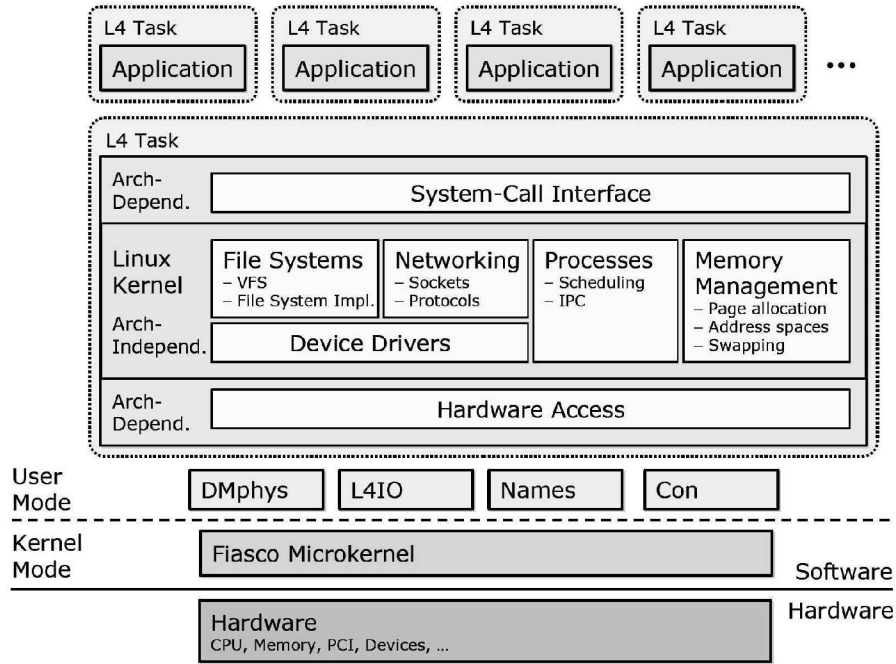 L4 Task
Application
L4 Task
Application
L4 Task
Application
L4 Task
Application
...
L4 Task
Arch-
Depend.
System-Call Interface
Linux
Kernel
Arch-
Independ.
File Systems
– VFS
– File System Impl.
Networking
– Sockets
– Protocols
Device Drivers
Processes
– Scheduling
– IPC
Memory
Management
– Page allocation
– Address spaces
– Swapping
Arch-
Depend.
Hardware Access
User
Mode
DMphys
L4IO
Names
Con
Kernel
Mode
Fiasco Microkernel
Software
Hardware
Hardware
CPU, Memory, PCI, Devices, ...